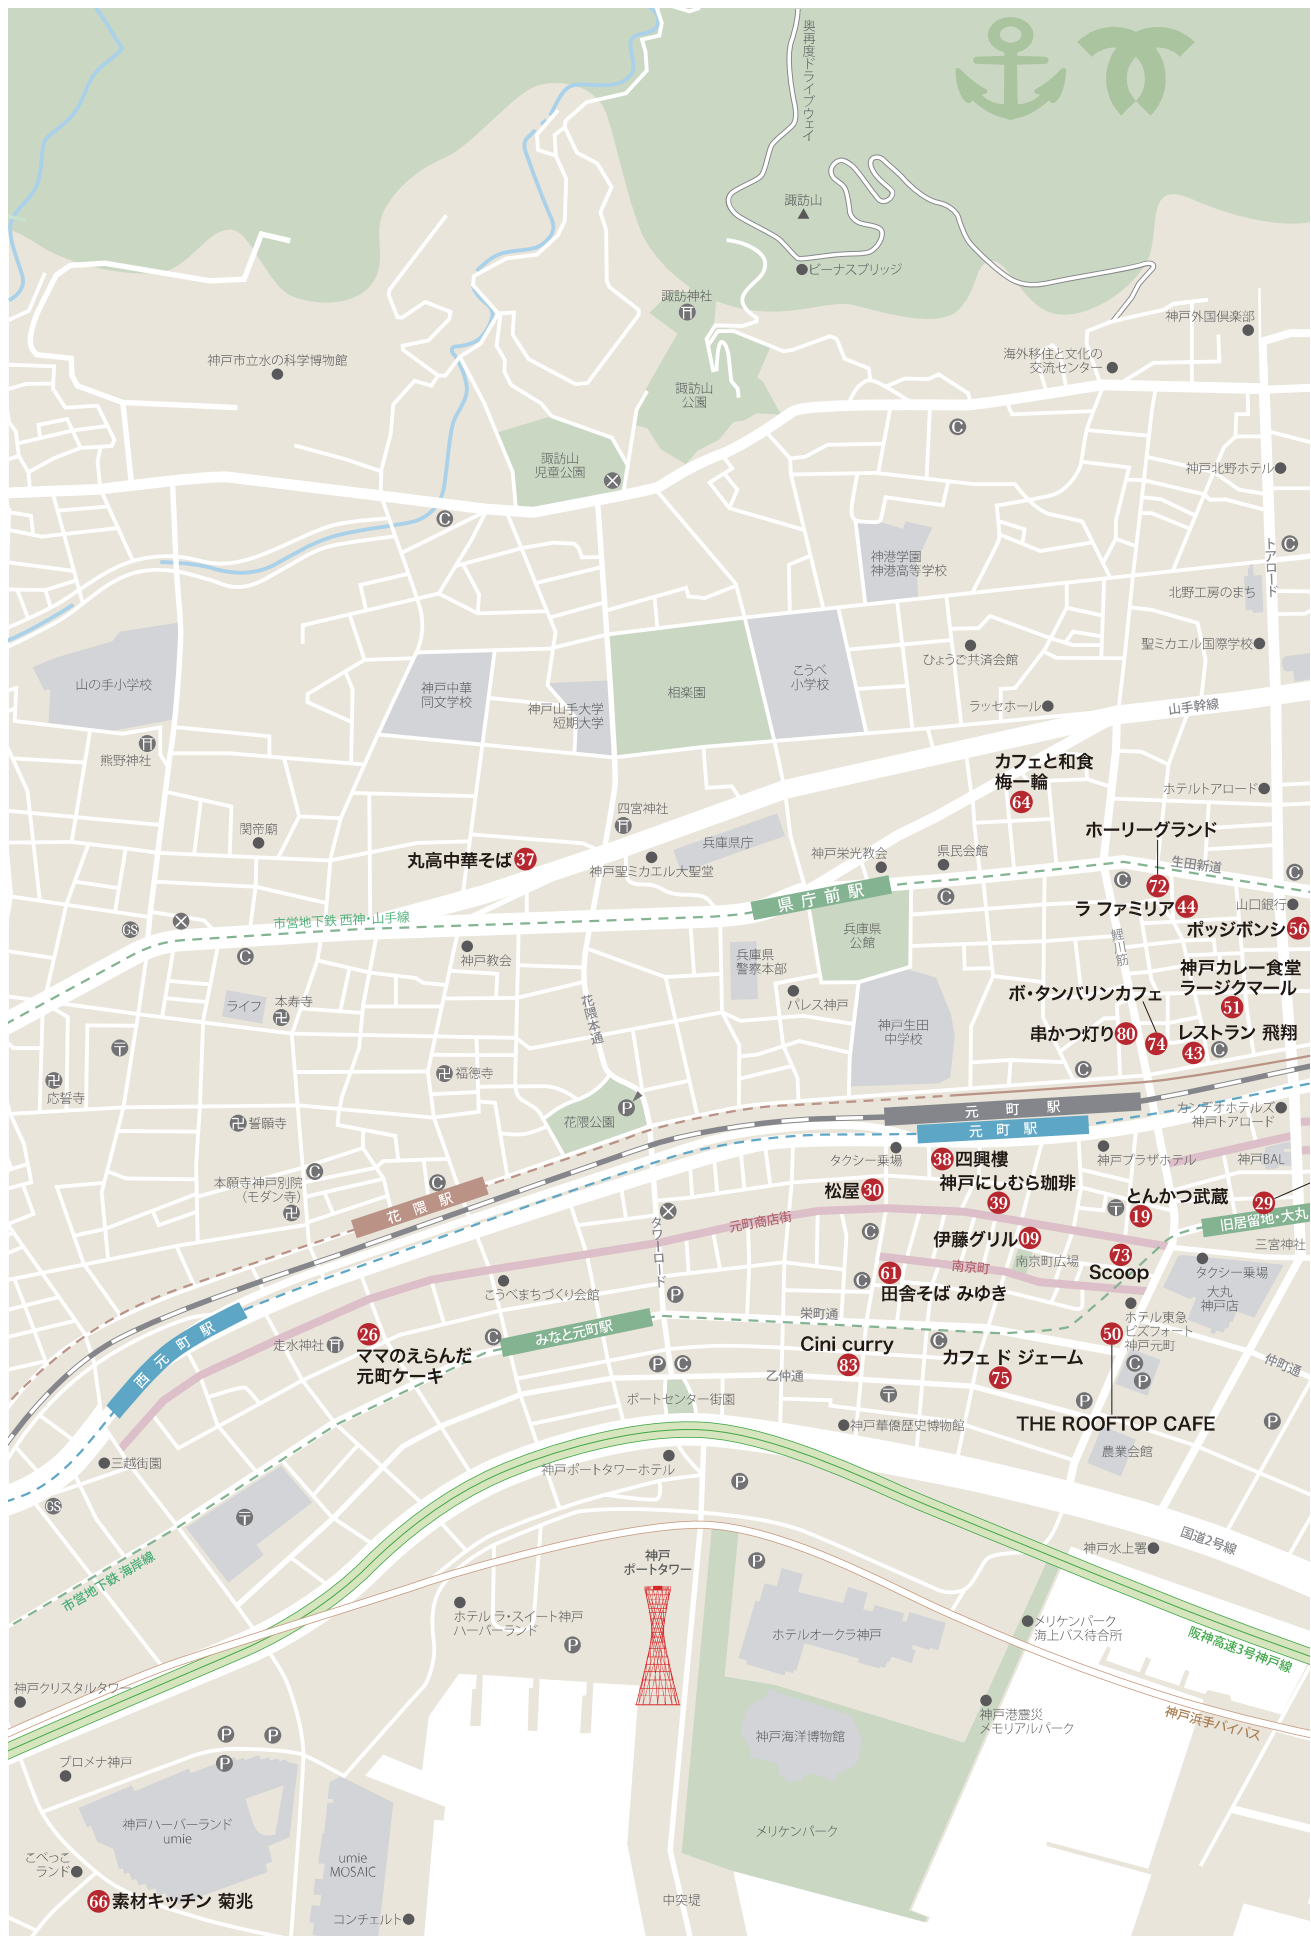 奥再度ドライブウェイ
諏訪山
ビーナスブリッジ
諏訪神社
神戸外国倶楽部
海外移住と文化の
交流センター
神戸市立水の科学博物館
諏訪山
公園
諏訪山
児童公園
神戸北野ホテル
C
C
C
トアロード
神港学園
神港高等学校
北野工房のまち
聖ミカエル国際学校
ひょうご共済会館
こうべ
小学校
山の手小学校
神戸中華
同文学校
相楽園
神戸山手大学
短期大学
ラッセホール
山手幹線
熊野神社
カフェと和食
梅一輪
64
ホテルトアロード
四宮神社
関帝廟
兵庫県庁
ホーリーグランド
丸高中華そば 37
神戸聖ミカエル大聖堂
神戸栄光教会
県民会館
生田新道
C
C
C
72
県庁前駅
ラ ファミリア 44
山口銀行
市営地下鉄 西神・山手線
GS
ポッジボンシ 56
兵庫県
公館
鯉川筋
神戸教会
C
兵庫県
警察本部
神戸カレー食堂
ラージクマール
51
パレス神戸
ボ・タンバリンカフェ
ライフ
本寿寺
花隈本通
神戸生田
中学校
串かつ灯り 80
74
レストラン 飛翔
43
C
C
福徳寺
応誓寺
誓願寺
P
花隈公園
元町駅
元町駅
カンデオホテルズ
神戸トアロード
タクシー乗場
38 四興樓
神戸プラザホテル
神戸BAL
C
C
本願寺神戸別院
(モダン寺)
花隈駅
松屋 30
神戸にしむら珈琲
39
とんかつ武蔵
19
29
旧居留地・大丸
タワーロード
元町商店街
C
伊藤グリル 09
三宮神社
南京町
南京町広場
73
Scoop
タクシー乗場
大丸
神戸店
C
61
田舎そば みゆき
こうべまちづくり会館
P
西元町駅
走水神社
26
ママのえらんだ
元町ケーキ
C
みなと元町駅
栄町通
50
ホテル東急
ビズフォート
神戸元町
Cini curry
83
C
カフェ ド ジェーム
75
C
P
仲町通
P
C
乙仲通
ポートセンター街園
P
P
神戸華僑歴史博物館
THE ROOFTOP CAFE
農業会館
三越街園
神戸ポートタワーホテル
P
GS
国道2号線
神戸水上署
神戸
ポートタワー
P
市営地下鉄 海岸線
ホテル ラ・スイート神戸
ハーバーランド
P
ホテルオークラ神戸
メリケンパーク
海上バス待合所
阪神高速3号神戸線
神戸クリスタルタワー
神戸海洋博物館
神戸港震災
メモリアルパーク
神戸浜手バイパス
P
P
P
プロメナ神戸
神戸ハーバーランド
umie
メリケンパーク
こべっこ
ランド
umie
MOSAIC
66 素材キッチン 菊兆
コンチェルト
中突堤